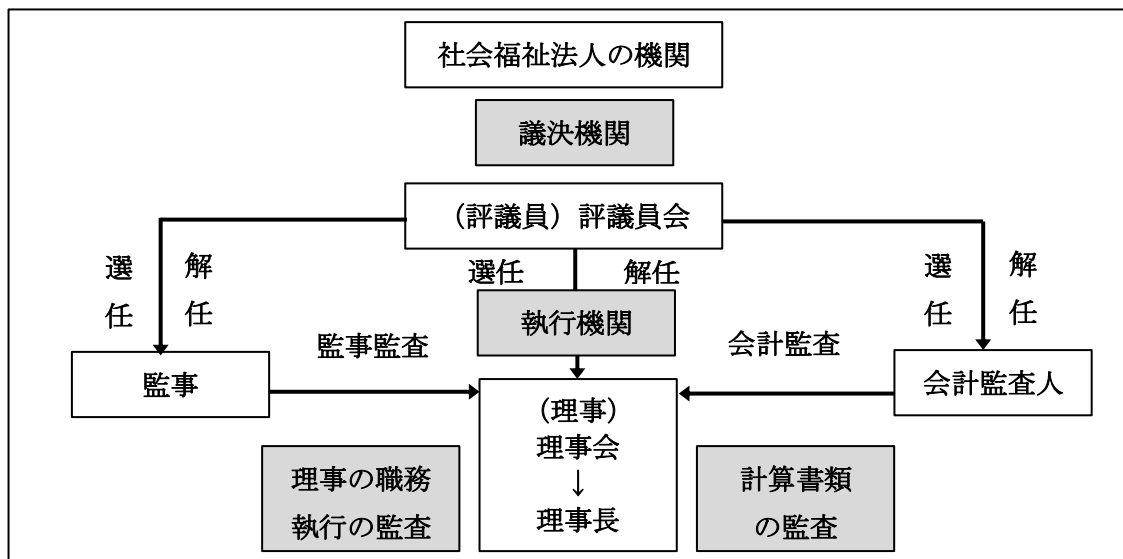 社会福祉法人の機関
議決機関
（評議員）評議員会
選任
解任
選任
解任
選任
解任
執行機関
監事監査
会計監査
監事
会計監査人
（理事）
理事会
↓
理事長
理事の職務
執行の監査
計算書類
の監査